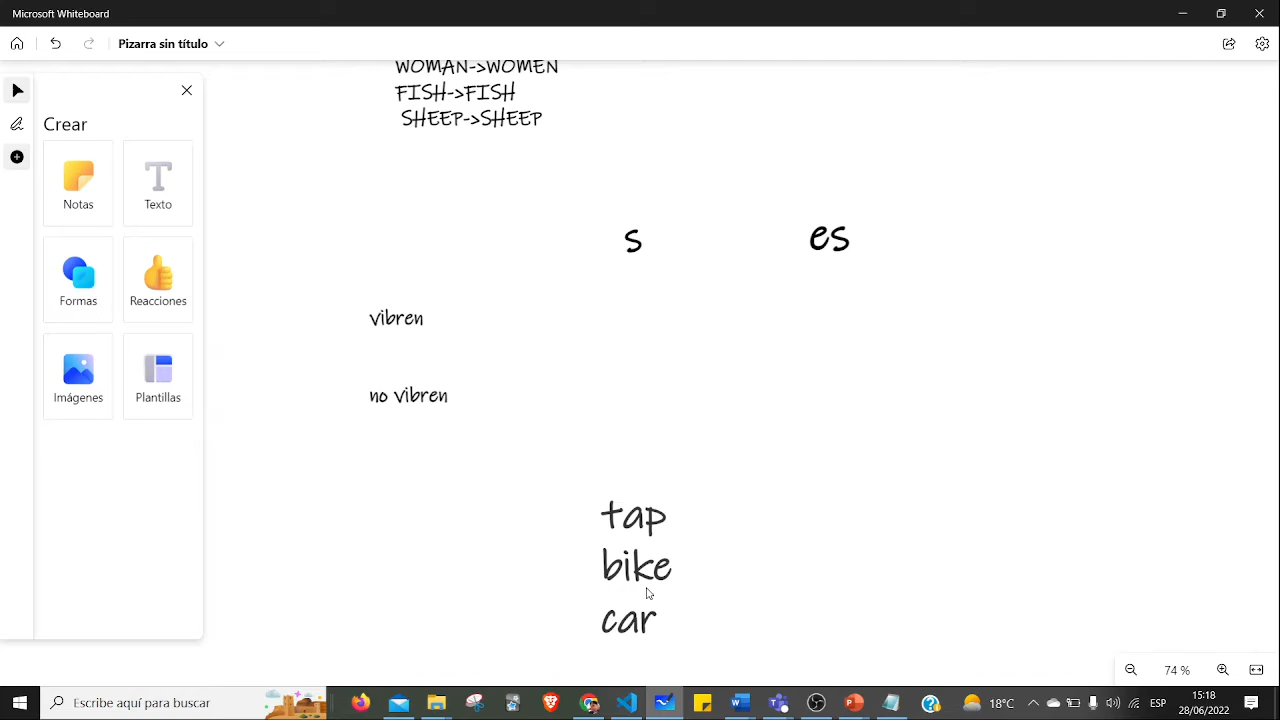 Microsoft Whiteboard
Pizarra sin título
WOMAN->WOMEN
FISH->FISH
SHEEP->SHEEP
Crear
Notas
Texto
Formas
Reacciones
Imágenes
Plantillas
s
es
vibren
no vibren
tap
bike
car
74 %
Escribe aquí para buscar
18°C
ESP
15:18
28/06/2022